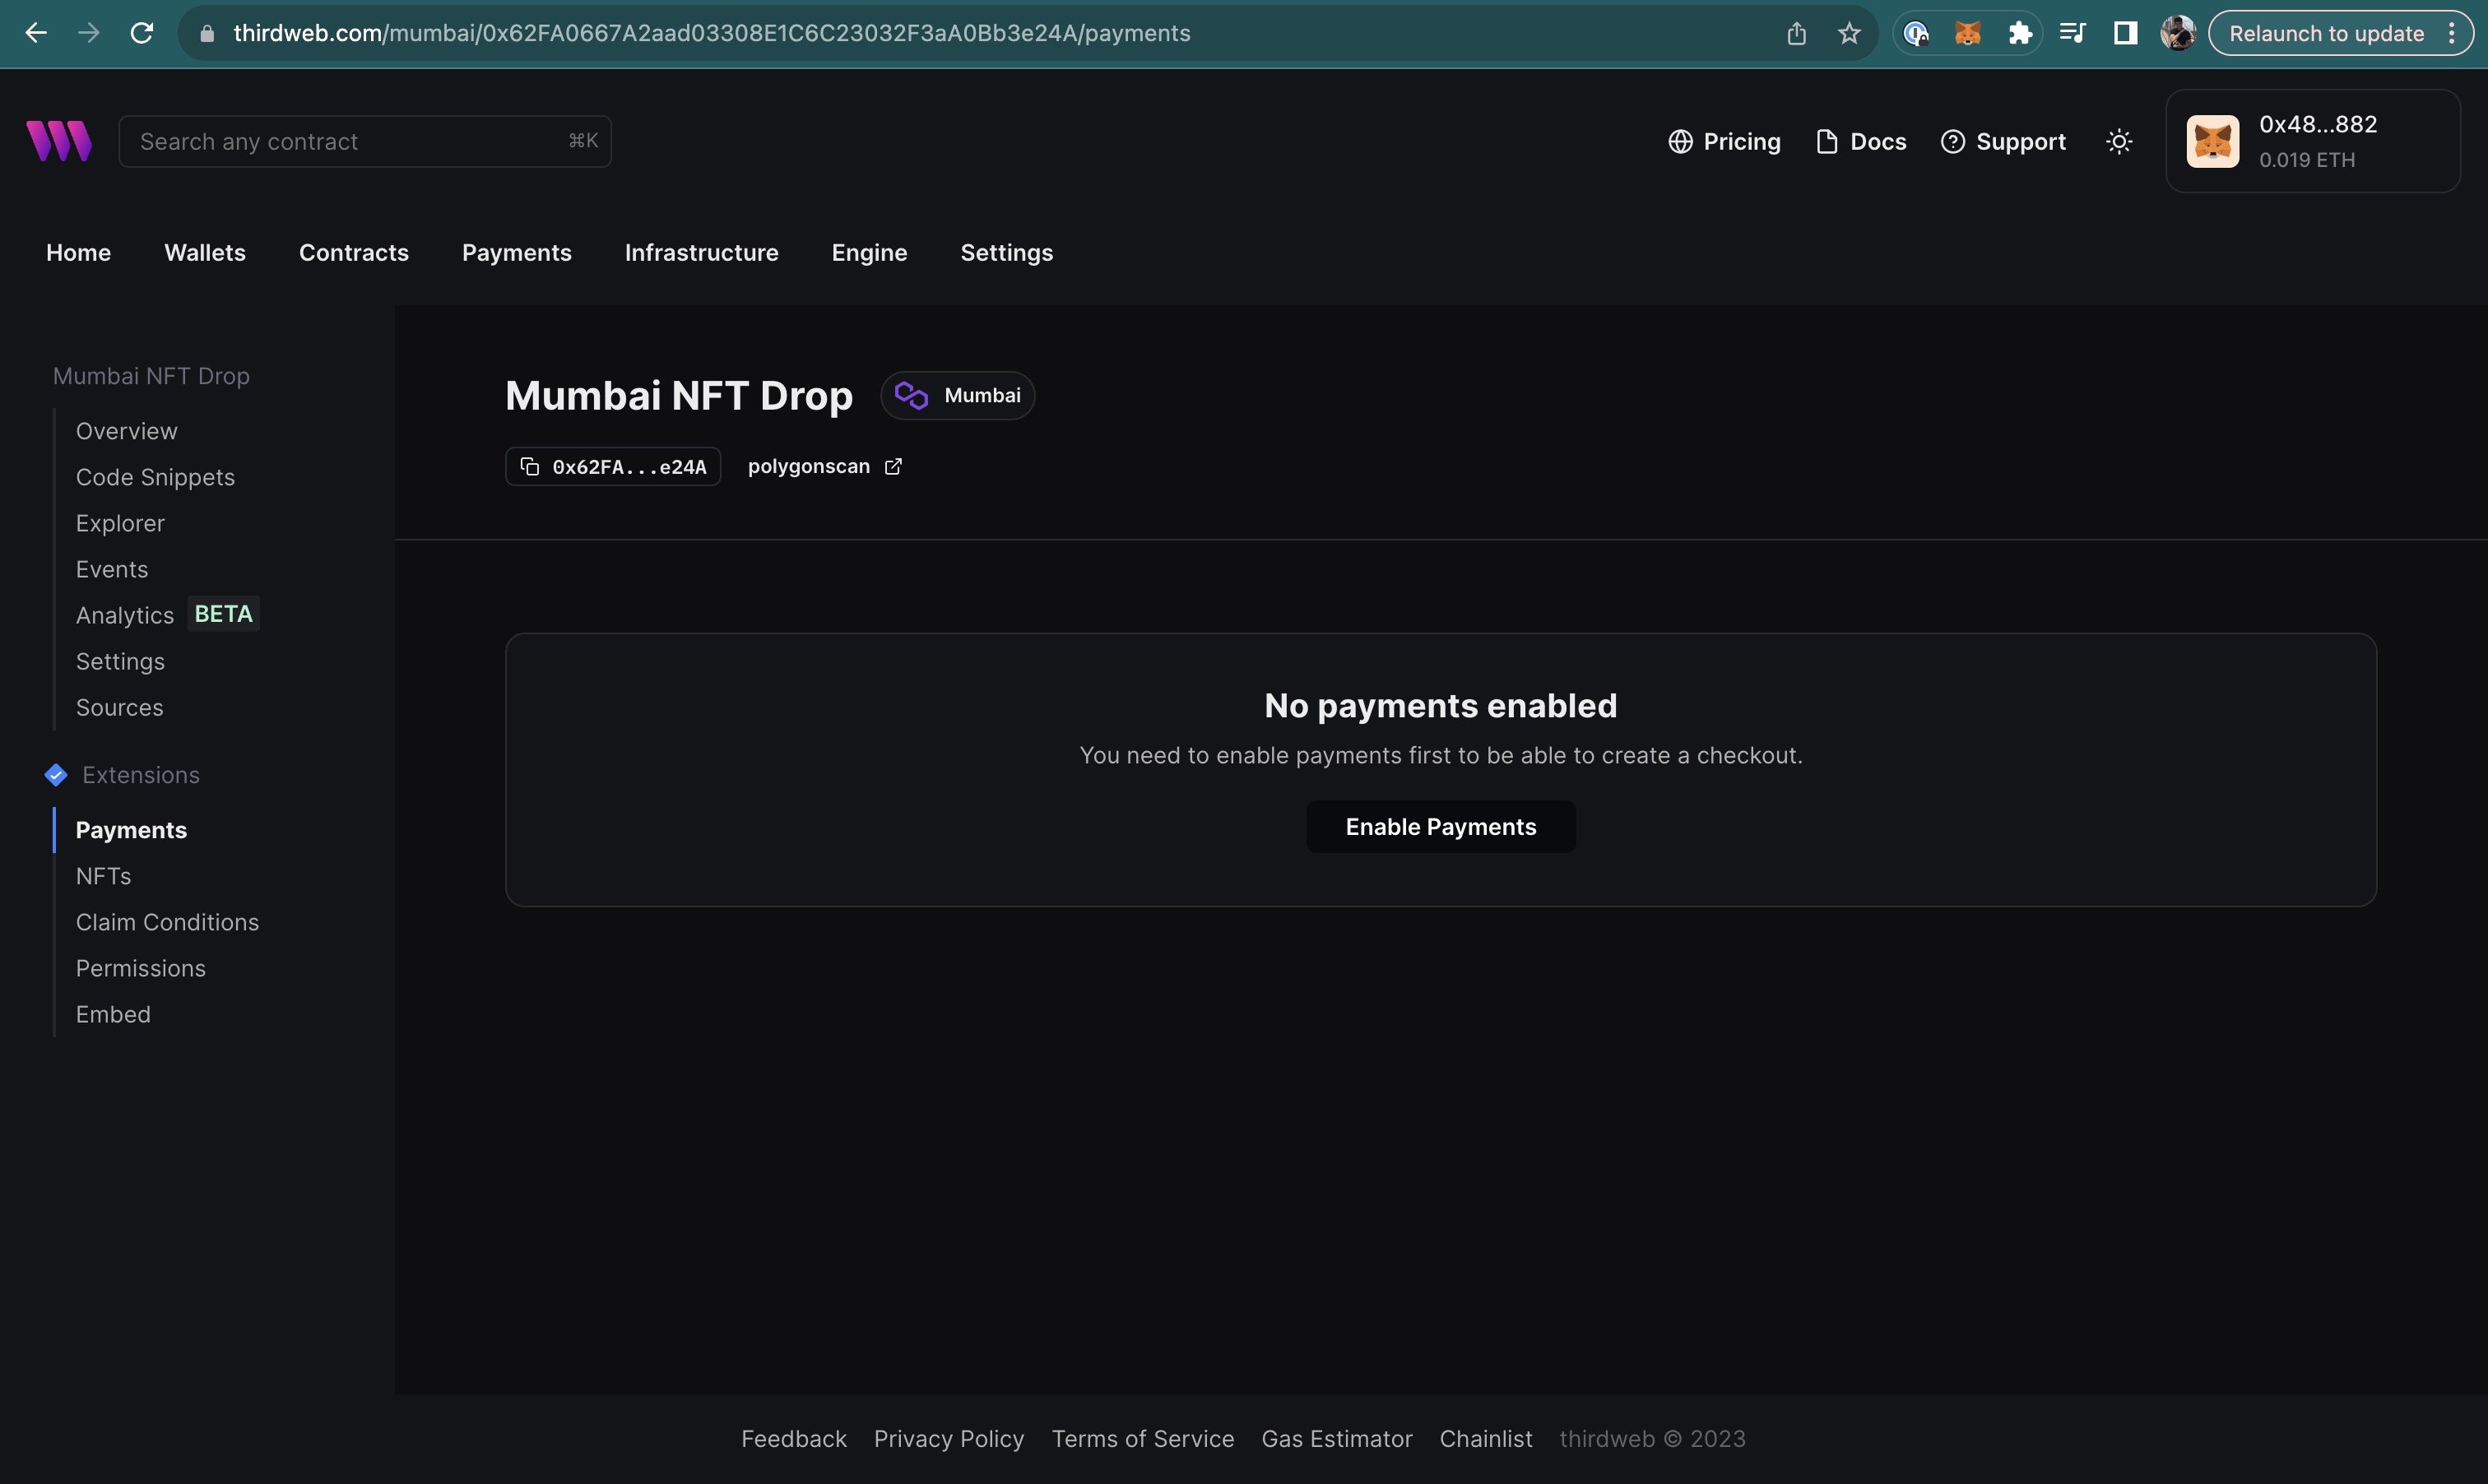 thirdweb.com/mumbai/0x62FA0667A2aad03308E1C6C23032F3aA0Bb3e24A/payments
Relaunch to update
Search any contract
⌘K
Pricing
Docs
Support
0x48...882
0.019 ETH
Home
Wallets
Contracts
Payments
Infrastructure
Engine
Settings
Mumbai NFT Drop
Overview
Code Snippets
Explorer
Events
Analytics BETA
Settings
Sources
Extensions
Payments
NFTs
Claim Conditions
Permissions
Embed
Mumbai NFT Drop
Mumbai
0x62FA...e24A
polygonscan
No payments enabled
You need to enable payments first to be able to create a checkout.
Enable Payments
Feedback
Privacy Policy
Terms of Service
Gas Estimator
Chainlist
thirdweb © 2023